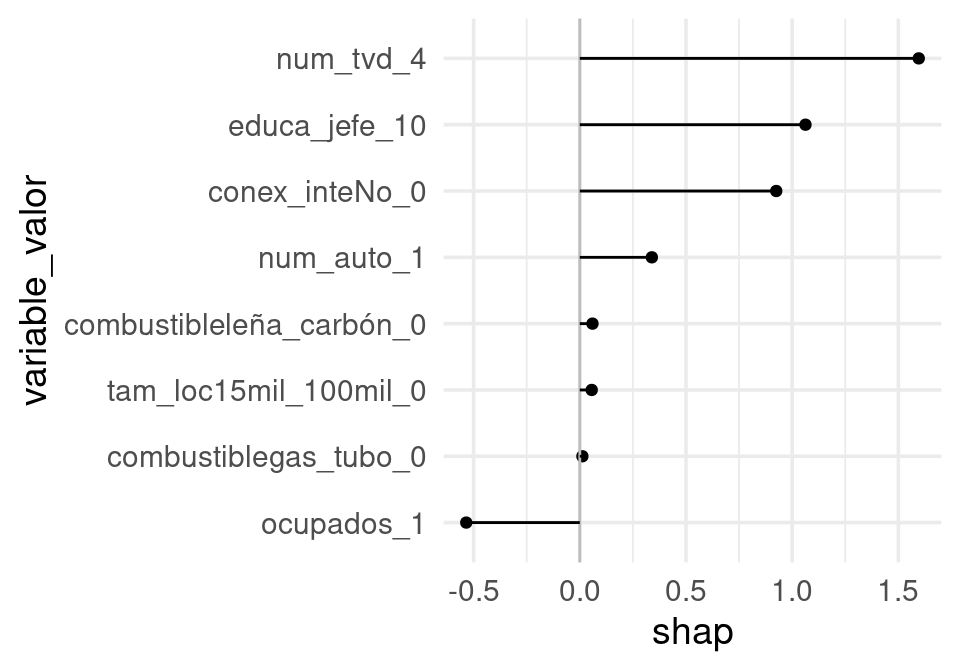 variable_valor
num_tvd_4
educa_jefe_10
conex_inteNo_0
num_auto_1
combustibleleña_carbón_0
tam_loc15mil_100mil_0
combustiblegas_tubo_0
ocupados_1
-0.5 0.0 0.5 1.0 1.5
shap